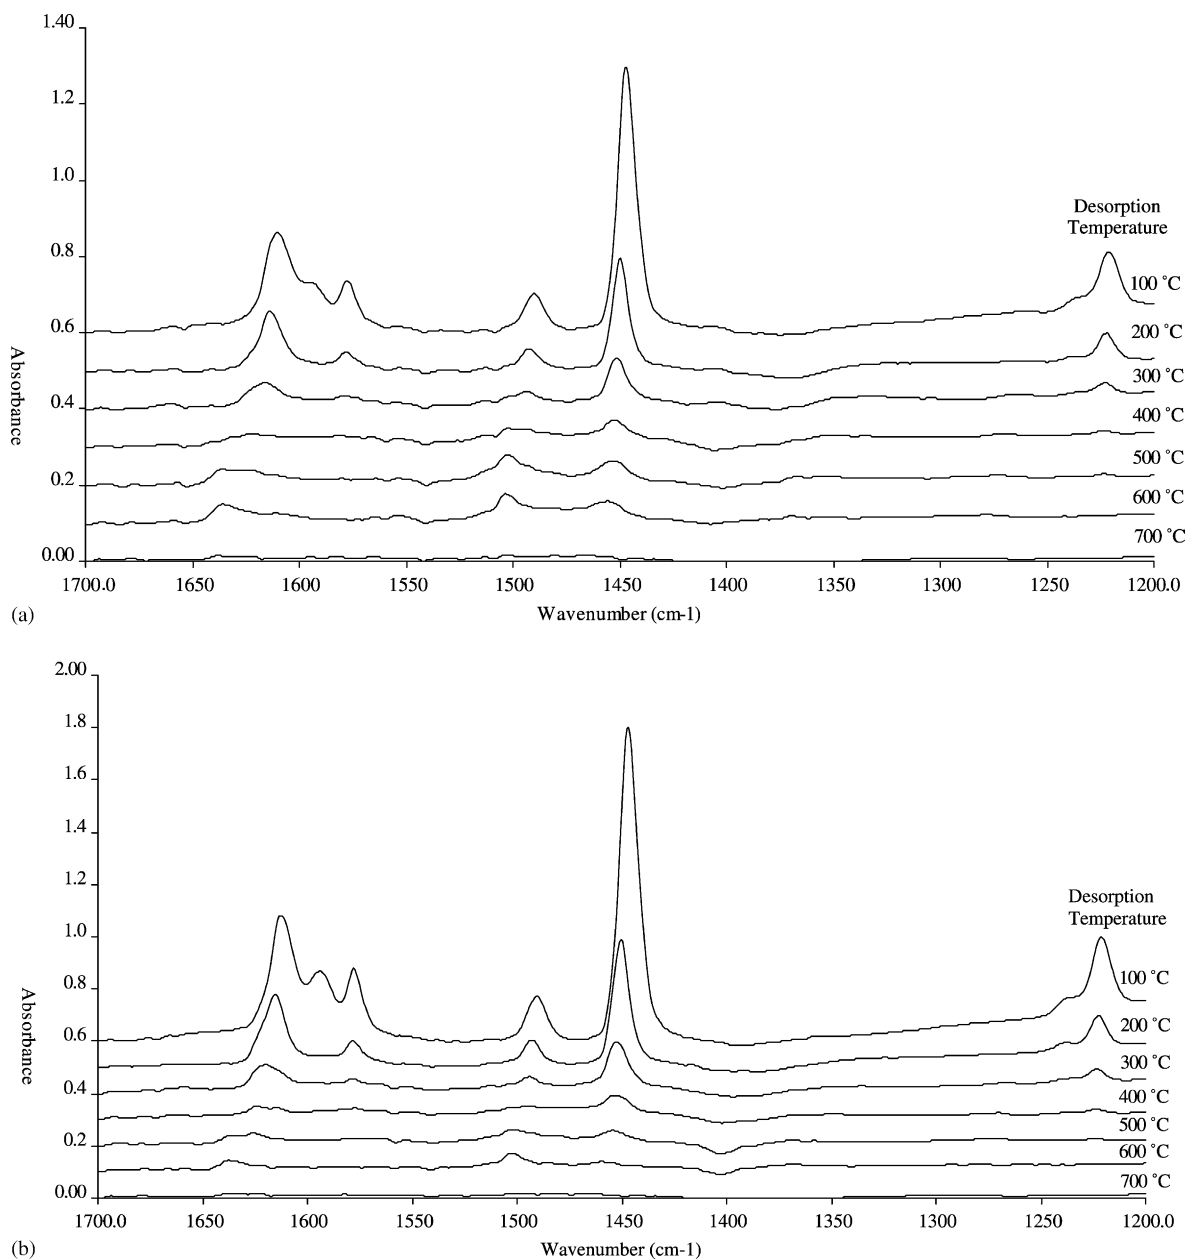 1.40
1.2
1.0
0.8
0.6
0.4
0.2
0.00
Absorbance
Desorption
Temperature
100 ˚C
200 ˚C
300 ˚C
400 ˚C
500 ˚C
600 ˚C
700 ˚C
1700.0 1650 1600 1550 1500 1450 1400 1350 1300 1250 1200.0
Wavenumber (cm-1)
(a)
2.00
1.8
1.6
1.4
1.2
1.0
0.8
0.6
0.4
0.2
0.00
Absorbance
Desorption
Temperature
100 ˚C
200 ˚C
300 ˚C
400 ˚C
500 ˚C
600 ˚C
700 ˚C
1700.0 1650 1600 1550 1500 1450 1400 1350 1300 1250 1200.0
Wavenumber (cm-1)
(b)